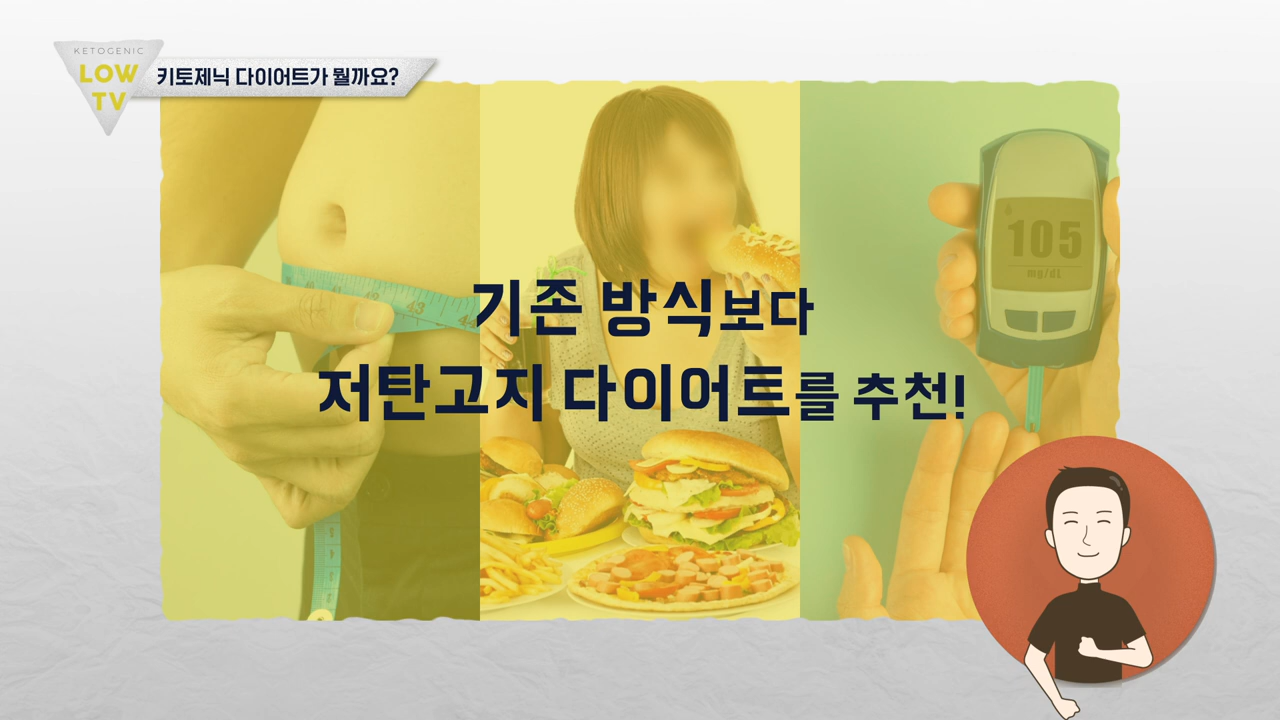 KETOGENIC
LOW
TV
키토제닉 다이어트가 뭘까요?
105
mg/dL
43
기존 방식보다
저탄고지 다이어트를 추천!